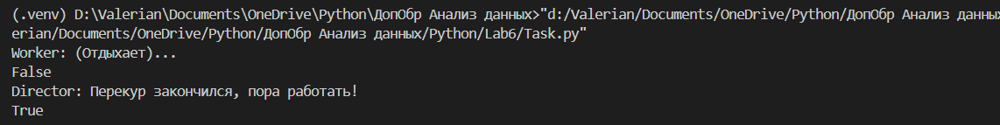 (.venv) D:\Valerian\Documents\OneDrive\Python\ДопОбр Анализ данных>"d:/Valerian/Documents/OneDrive/Python/ДопОбр Анализ данных
erian/Documents/OneDrive/Python/ДопОбр Анализ данных/Python/Lab6/Task.py"
Worker: (Отдыхает)...
False
Director: Перекур закончился, пора работать!
True